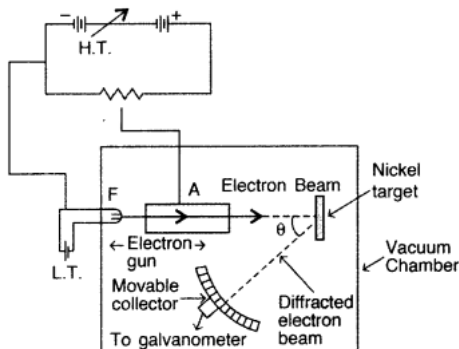 − +
H.T.
F A Electron Beam
Nickel
target
θ
← Electron →
gun
L.T.
Vacuum
Chamber
Movable
collector
Diffracted
electron
beam
To galvanometer